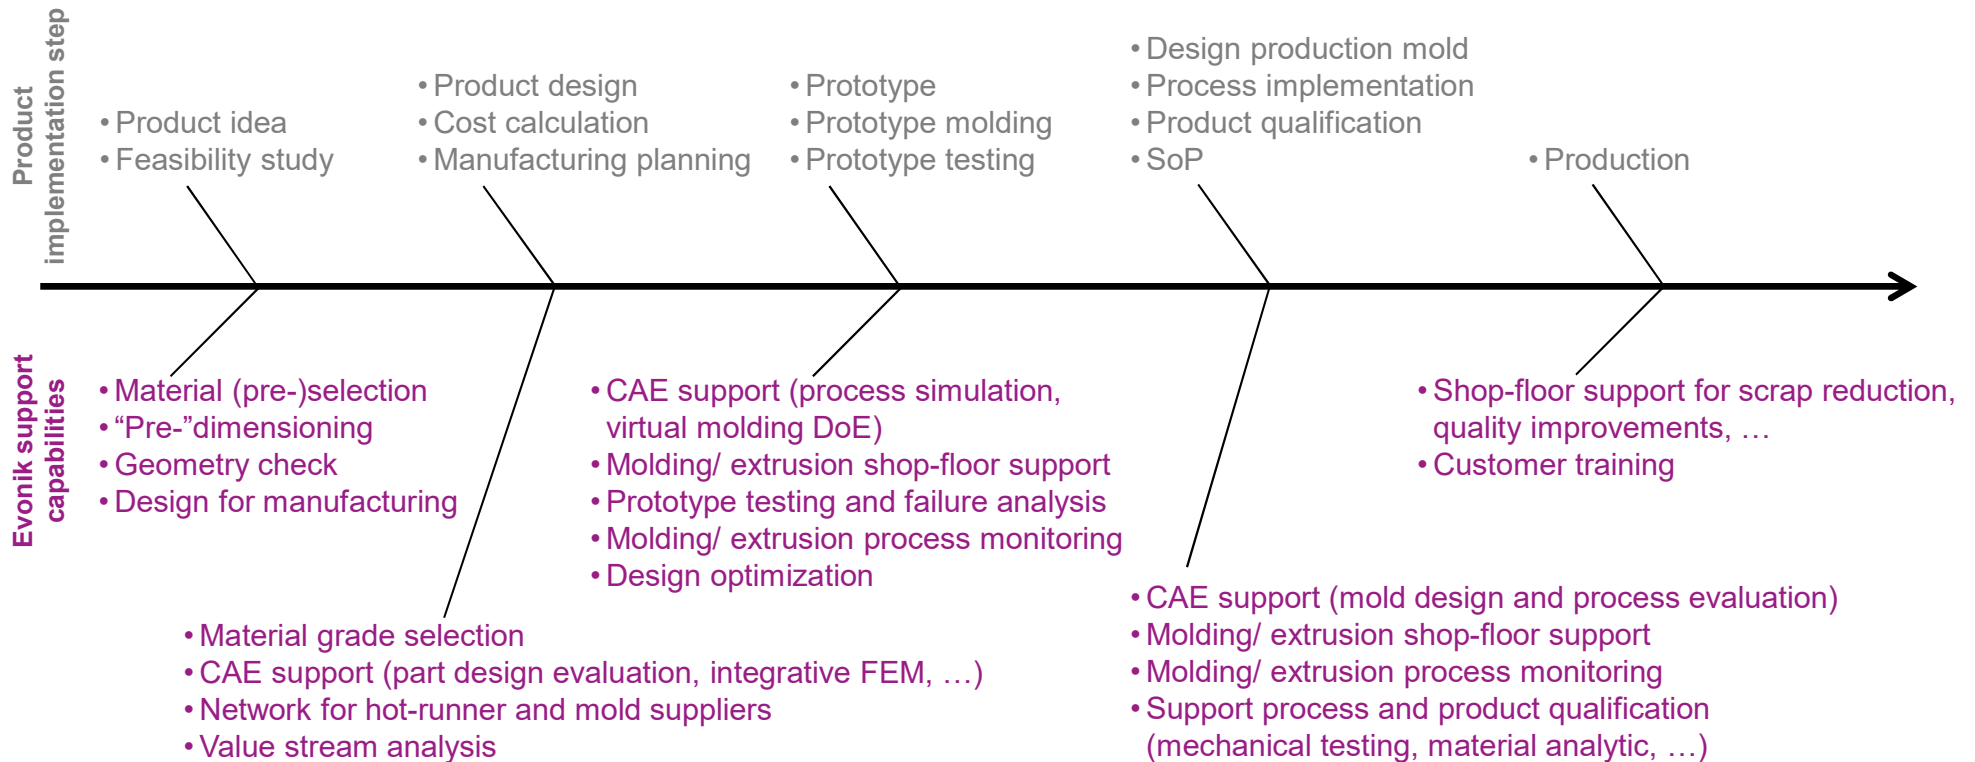 Product
implementation step
• Product idea
• Feasibility study
• Product design
• Cost calculation
• Manufacturing planning
• Prototype
• Prototype molding
• Prototype testing
• Design production mold
• Process implementation
• Product qualification
• SoP
• Production
Evonik support
capabilities
• Material (pre-)selection
• “Pre-”dimensioning
• Geometry check
• Design for manufacturing
• Material grade selection
• CAE support (part design evaluation, integrative FEM, …)
• Network for hot-runner and mold suppliers
• Value stream analysis
• CAE support (process simulation,
virtual molding DoE)
• Molding/ extrusion shop-floor support
• Prototype testing and failure analysis
• Molding/ extrusion process monitoring
• Design optimization
• CAE support (mold design and process evaluation)
• Molding/ extrusion shop-floor support
• Molding/ extrusion process monitoring
• Support process and product qualification
(mechanical testing, material analytic, …)
• Shop-floor support for scrap reduction,
quality improvements, …
• Customer training